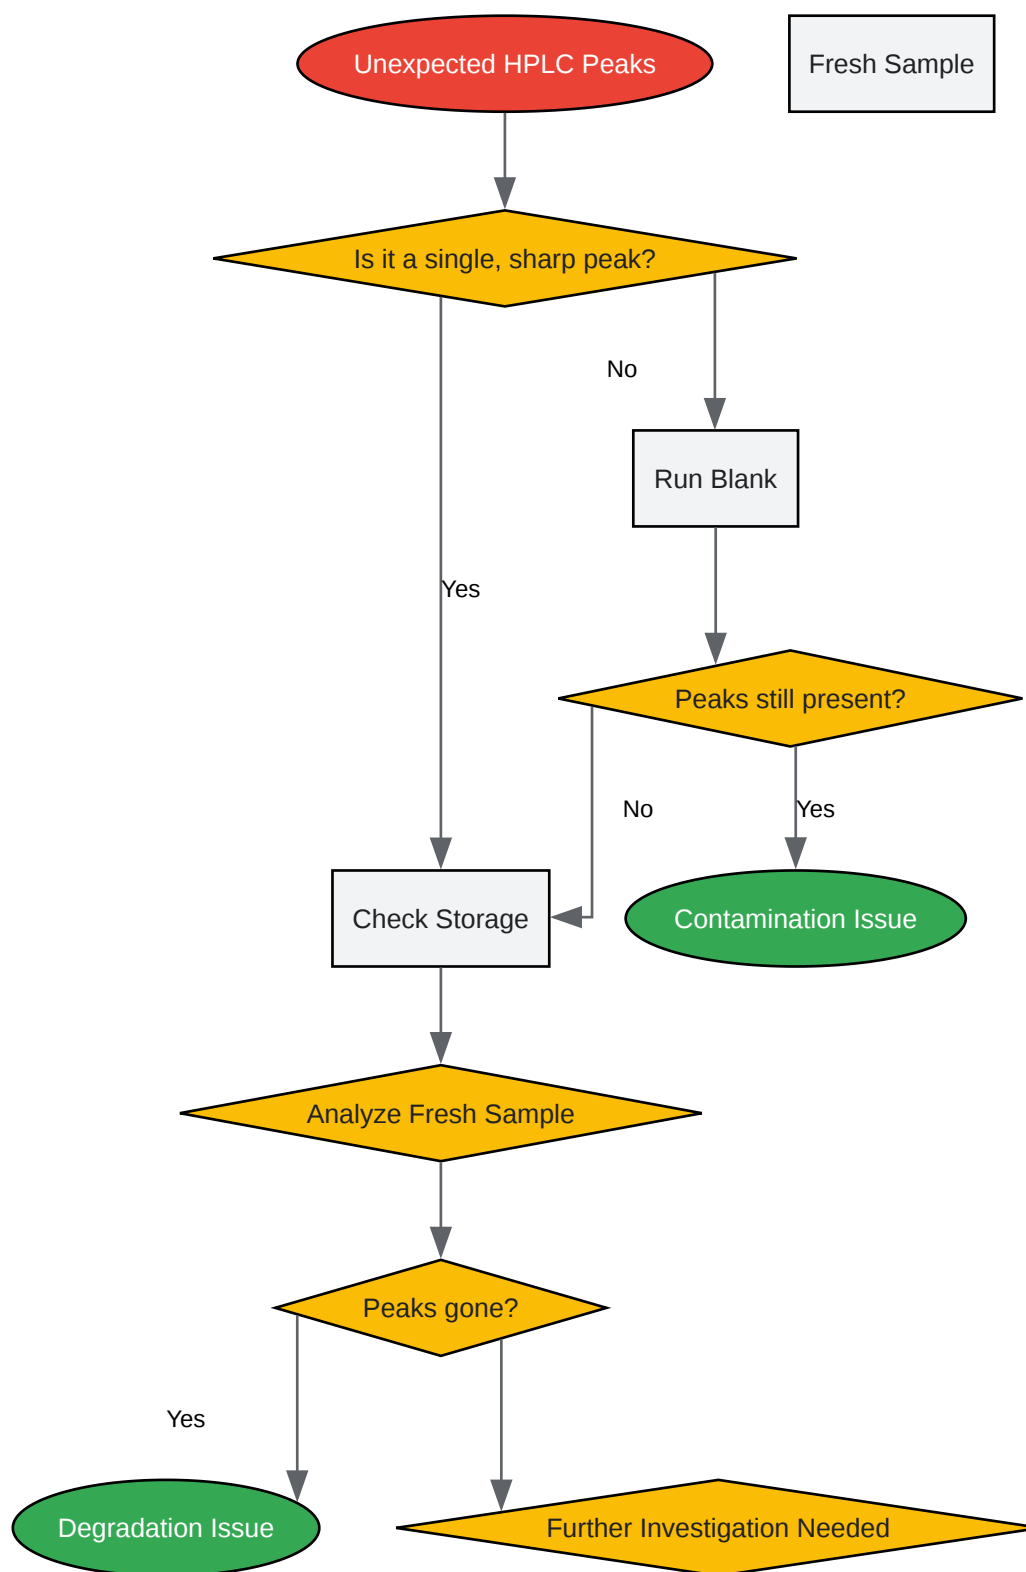 Unexpected HPLC Peaks
Fresh Sample
Is it a single, sharp peak?
No
Run Blank
Yes
Peaks still present?
No
Yes
Check Storage
Contamination Issue
Analyze Fresh Sample
Peaks gone?
Yes
Degradation Issue
Further Investigation Needed